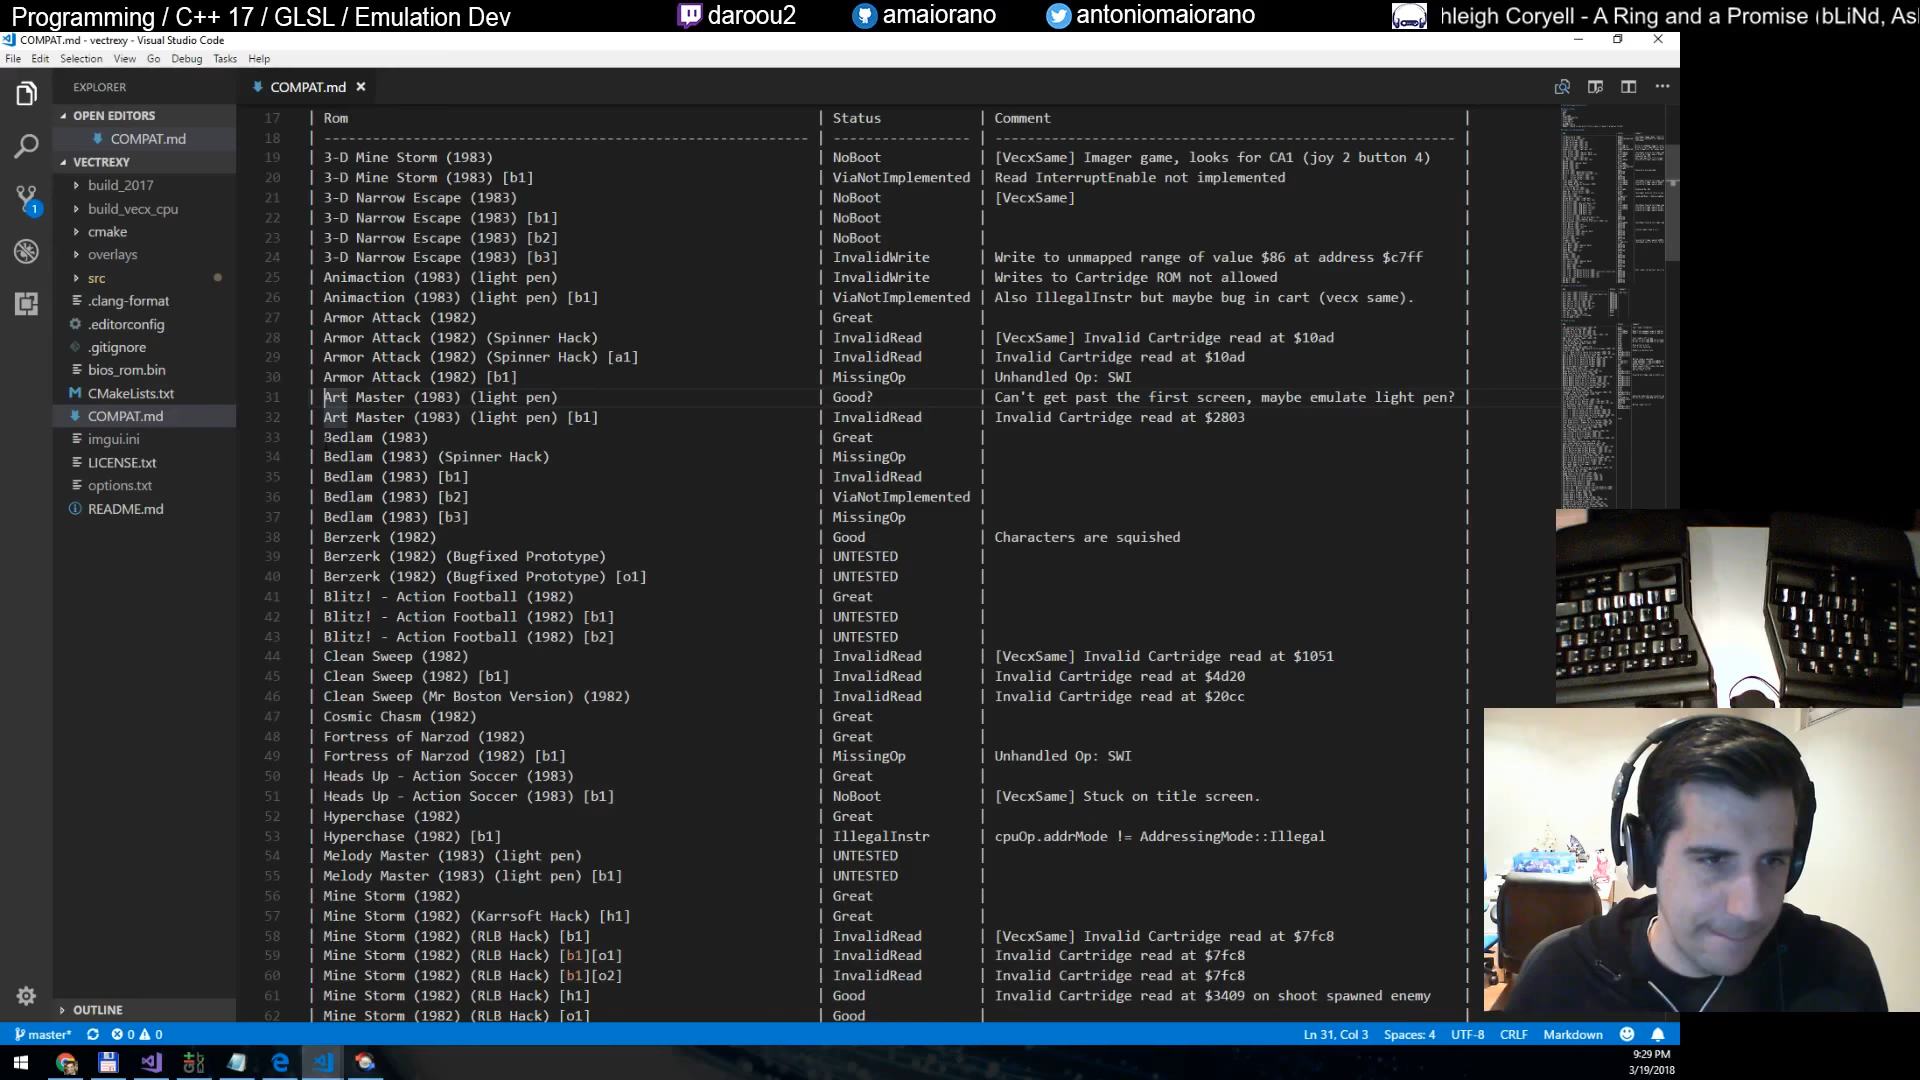 Programming / C++ 17 / GLSL / Emulation Dev
daroou2
amaiorano
antoniomaiorano
hleigh Coryell - A Ring and a Promise (bLiNd, Asl
COMPAT.md - vectrexy - Visual Studio Code
File Edit Selection View Go Debug Tasks Help
EXPLORER
OPEN EDITORS
COMPAT.md
VECTREXY
build_2017
build_vecx_cpu
cmake
overlays
src
.clang-format
.editorconfig
.gitignore
bios_rom.bin
CMakeLists.txt
COMPAT.md
imgui.ini
LICENSE.txt
options.txt
README.md
OUTLINE
1
COMPAT.md
17 | Rom | Status | Comment |
18 | ------------------------------------------------------------ | ----------------- | --------------------------------------------------------- |
19 | 3-D Mine Storm (1983) | NoBoot | [VecxSame] Imager game, looks for CA1 (joy 2 button 4) |
20 | 3-D Mine Storm (1983) [b1] | ViaNotImplemented | Read InterruptEnable not implemented |
21 | 3-D Narrow Escape (1983) | NoBoot | [VecxSame] |
22 | 3-D Narrow Escape (1983) [b1] | NoBoot | |
23 | 3-D Narrow Escape (1983) [b2] | NoBoot | |
24 | 3-D Narrow Escape (1983) [b3] | InvalidWrite | Write to unmapped range of value $86 at address $c7ff |
25 | Animaction (1983) (light pen) | InvalidWrite | Writes to Cartridge ROM not allowed |
26 | Animaction (1983) (light pen) [b1] | ViaNotImplemented | Also IllegalInstr but maybe bug in cart (vecx same). |
27 | Armor Attack (1982) | Great | |
28 | Armor Attack (1982) (Spinner Hack) | InvalidRead | [VecxSame] Invalid Cartridge read at $10ad |
29 | Armor Attack (1982) (Spinner Hack) [a1] | InvalidRead | Invalid Cartridge read at $10ad |
30 | Armor Attack (1982) [b1] | MissingOp | Unhandled Op: SWI |
31 | Art Master (1983) (light pen) | Good? | Can't get past the first screen, maybe emulate light pen? |
32 | Art Master (1983) (light pen) [b1] | InvalidRead | Invalid Cartridge read at $2803 |
33 | Bedlam (1983) | Great | |
34 | Bedlam (1983) (Spinner Hack) | MissingOp | |
35 | Bedlam (1983) [b1] | InvalidRead | |
36 | Bedlam (1983) [b2] | ViaNotImplemented | |
37 | Bedlam (1983) [b3] | MissingOp | |
38 | Berzerk (1982) | Good | Characters are squished |
39 | Berzerk (1982) (Bugfixed Prototype) | UNTESTED | |
40 | Berzerk (1982) (Bugfixed Prototype) [o1] | UNTESTED | |
41 | Blitz! - Action Football (1982) | Great | |
42 | Blitz! - Action Football (1982) [b1] | UNTESTED | |
43 | Blitz! - Action Football (1982) [b2] | UNTESTED | |
44 | Clean Sweep (1982) | InvalidRead | [VecxSame] Invalid Cartridge read at $1051 |
45 | Clean Sweep (1982) [b1] | InvalidRead | Invalid Cartridge read at $4d20 |
46 | Clean Sweep (Mr Boston Version) (1982) | InvalidRead | Invalid Cartridge read at $20cc |
47 | Cosmic Chasm (1982) | Great | |
48 | Fortress of Narzod (1982) | Great | |
49 | Fortress of Narzod (1982) [b1] | MissingOp | Unhandled Op: SWI |
50 | Heads Up - Action Soccer (1983) | Great | |
51 | Heads Up - Action Soccer (1983) [b1] | NoBoot | [VecxSame] Stuck on title screen. |
52 | Hyperchase (1982) | Great | |
53 | Hyperchase (1982) [b1] | IllegalInstr | cpuOp.addrMode != AddressingMode::Illegal |
54 | Melody Master (1983) (light pen) | UNTESTED | |
55 | Melody Master (1983) (light pen) [b1] | UNTESTED | |
56 | Mine Storm (1982) | Great | |
57 | Mine Storm (1982) (Karrsoft Hack) [h1] | Great | |
58 | Mine Storm (1982) (RLB Hack) [b1] | InvalidRead | [VecxSame] Invalid Cartridge read at $7fc8 |
59 | Mine Storm (1982) (RLB Hack) [b1][o1] | InvalidRead | Invalid Cartridge read at $7fc8 |
60 | Mine Storm (1982) (RLB Hack) [b1][o2] | InvalidRead | Invalid Cartridge read at $7fc8 |
61 | Mine Storm (1982) (RLB Hack) [h1] | Good | Invalid Cartridge read at $3409 on shoot spawned enemy |
62 | Mine Storm (1982) (RLB Hack) [o1] | Good | |
master* 0 0
Ln 31, Col 3 Spaces: 4 UTF-8 CRLF Markdown
9:29 PM
3/19/2018